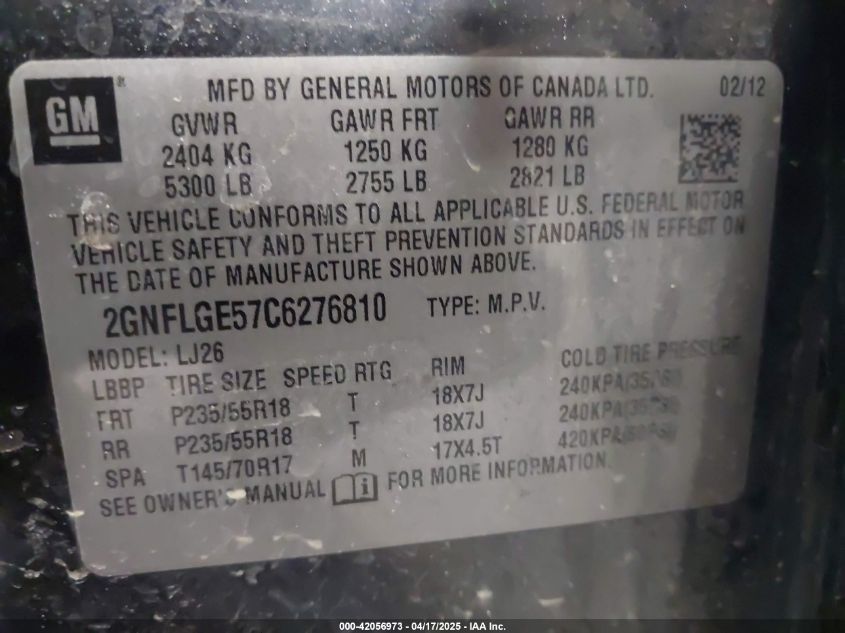 GM
MFD BY GENERAL MOTORS OF CANADA LTD. 02/12
GVWR GAWR FRT GAWR RR
2404 KG 1250 KG 1280 KG
5300 LB 2755 LB 2821 LB
THIS VEHICLE CONFORMS TO ALL APPLICABLE U.S. FEDERAL MOTOR
VEHICLE SAFETY AND THEFT PREVENTION STANDARDS IN EFFECT ON
THE DATE OF MANUFACTURE SHOWN ABOVE.
2GNFLGE57C6276810 TYPE: M.P.V.
MODEL: LJ26
LBBP TIRE SIZE SPEED RTG RIM COLD TIRE PRESSURE
FRT P235/55R18 T 18X7J 240KPA
RR P235/55R18 T 18X7J 240KPA
SPA T145/70R17 M 17X4.5T 420KPA
SEE OWNER'S MANUAL i FOR MORE INFORMATION.
000-42056973 - 04/17/2025 - IAA Inc.